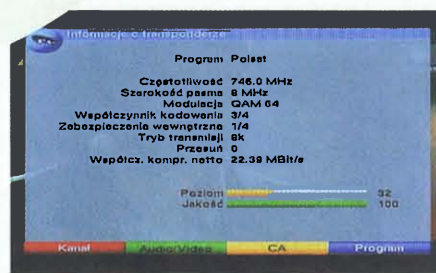 Informacje o transponderze
Program Polsat
Częstotliwość 746.0 MHz
Szerokość pasma 8 MHz
Modulacja QAM 64
Współczynnik kodowania 3/4
Zabezpieczenie wewnętrzne 1/4
Tryb transmisji 8k
Przesuń 0
Współcz. kompr. netto 22.39 MBit/s
Poziom 32
Jakość 100
Kanał Audio/Video CA Program